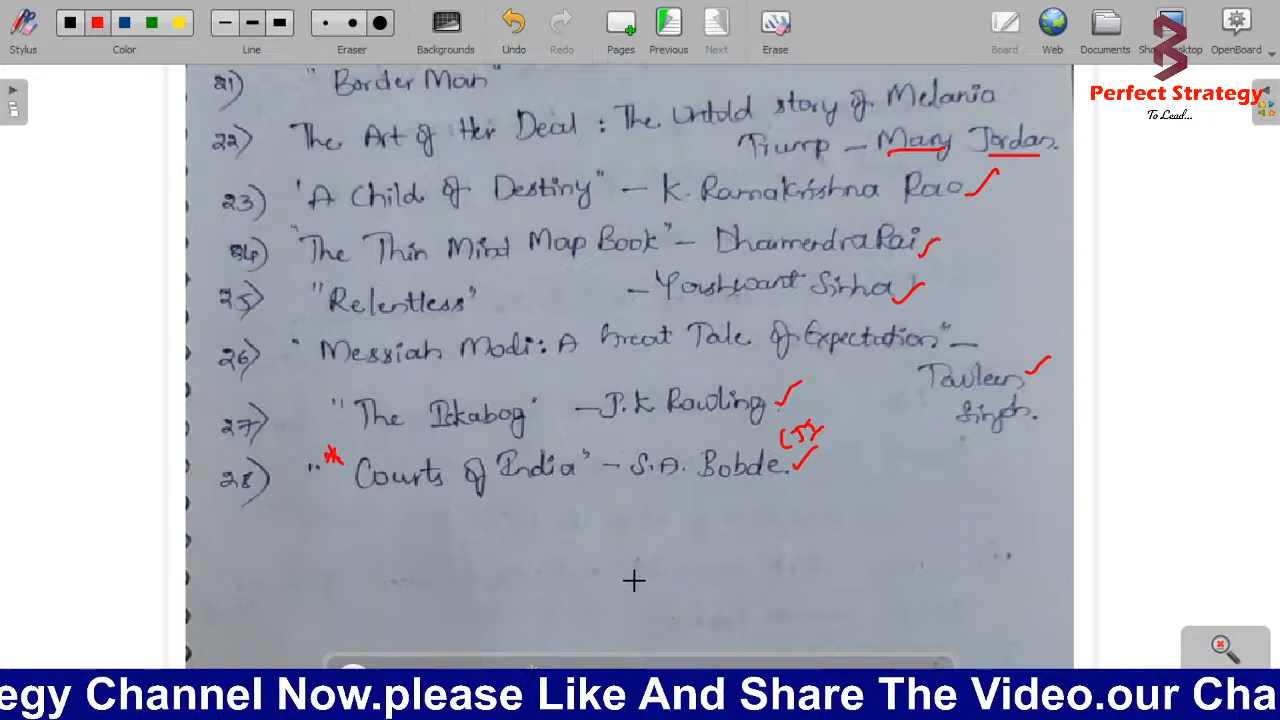 Stylus
Color
Line
Eraser
Backgrounds
Undo
Redo
Pages
Previous
Next
Erase
Board
Web
Documents
Desktop
OpenBoard
Perfect Strategy
To Lead...
21) "Border Man"
22) The Art of Her Deal : The Untold story of Melania
Trump - Mary Jordan.
23) 'A Child of Destiny" - K. Ramakrishna Rao
24) "The Thin Mind Map Book" - Dharmendra Rai
25) "Relentless" - Yashwant Sinha
26) " Messiah Modi: A Great Tale of Expectation" -
Tavleen
Singh.
27) "The Ickabog" - J.K Rowling
(JI
28) "* Courts of India" - S.A. Bobde.
egy Channel Now.please Like And Share The Video.our Cha